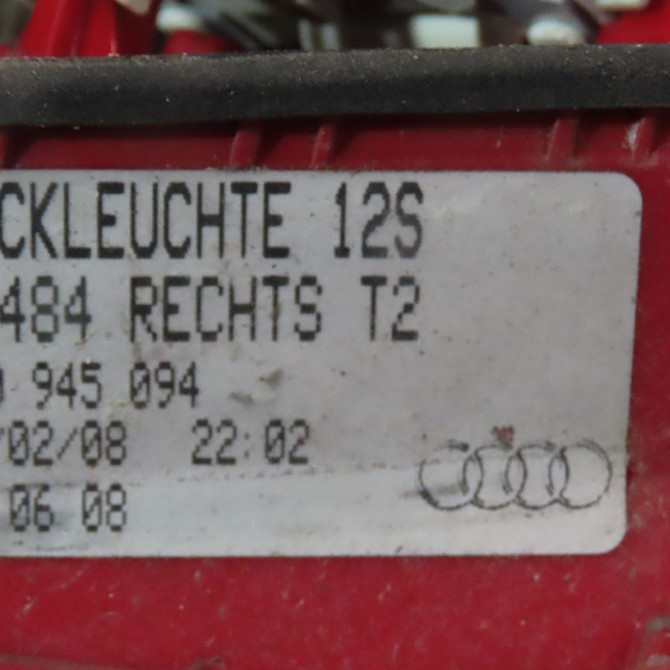 CKLEUCHTE 12S
484 RECHTS T2
945 094
/02/08 22:02
06 08